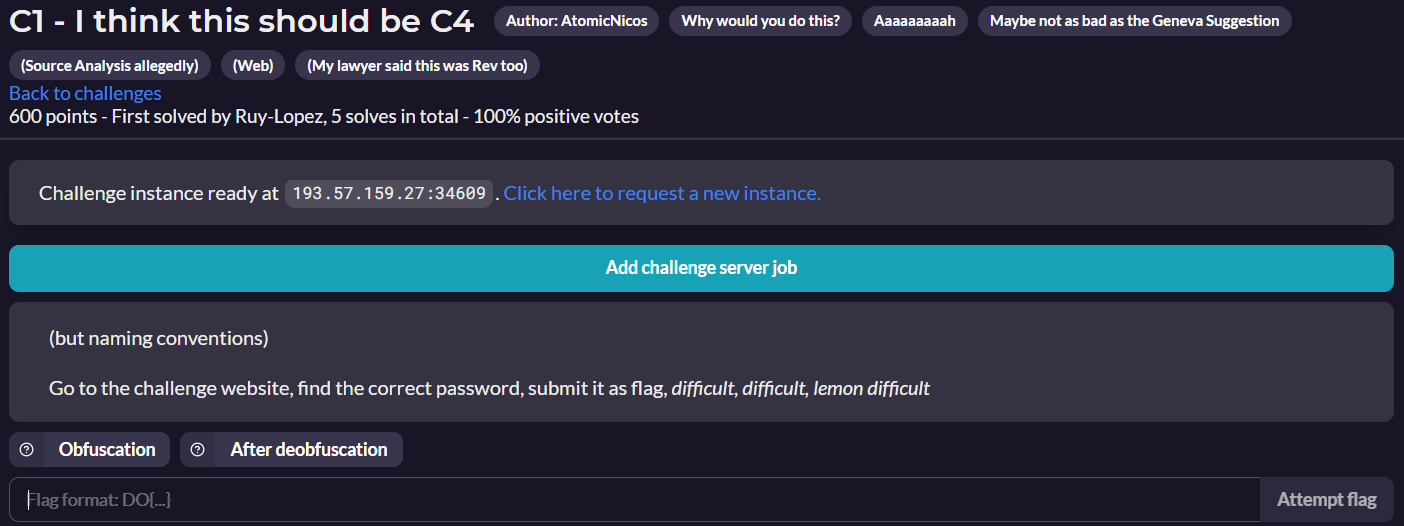 C1 - I think this should be C4 Author: AtomicNicos Why would you do this? Aaaaaaaaah Maybe not as bad as the Geneva Suggestion
(Source Analysis allegedly) (Web) (My lawyer said this was Rev too)
Back to challenges
600 points - First solved by Ruy-Lopez, 5 solves in total - 100% positive votes
Challenge instance ready at 193.57.159.27:34609. Click here to request a new instance.
Add challenge server job
(but naming conventions)
Go to the challenge website, find the correct password, submit it as flag, difficult, difficult, lemon difficult
Obfuscation After deobfuscation
Flag format: DO{...} Attempt flag